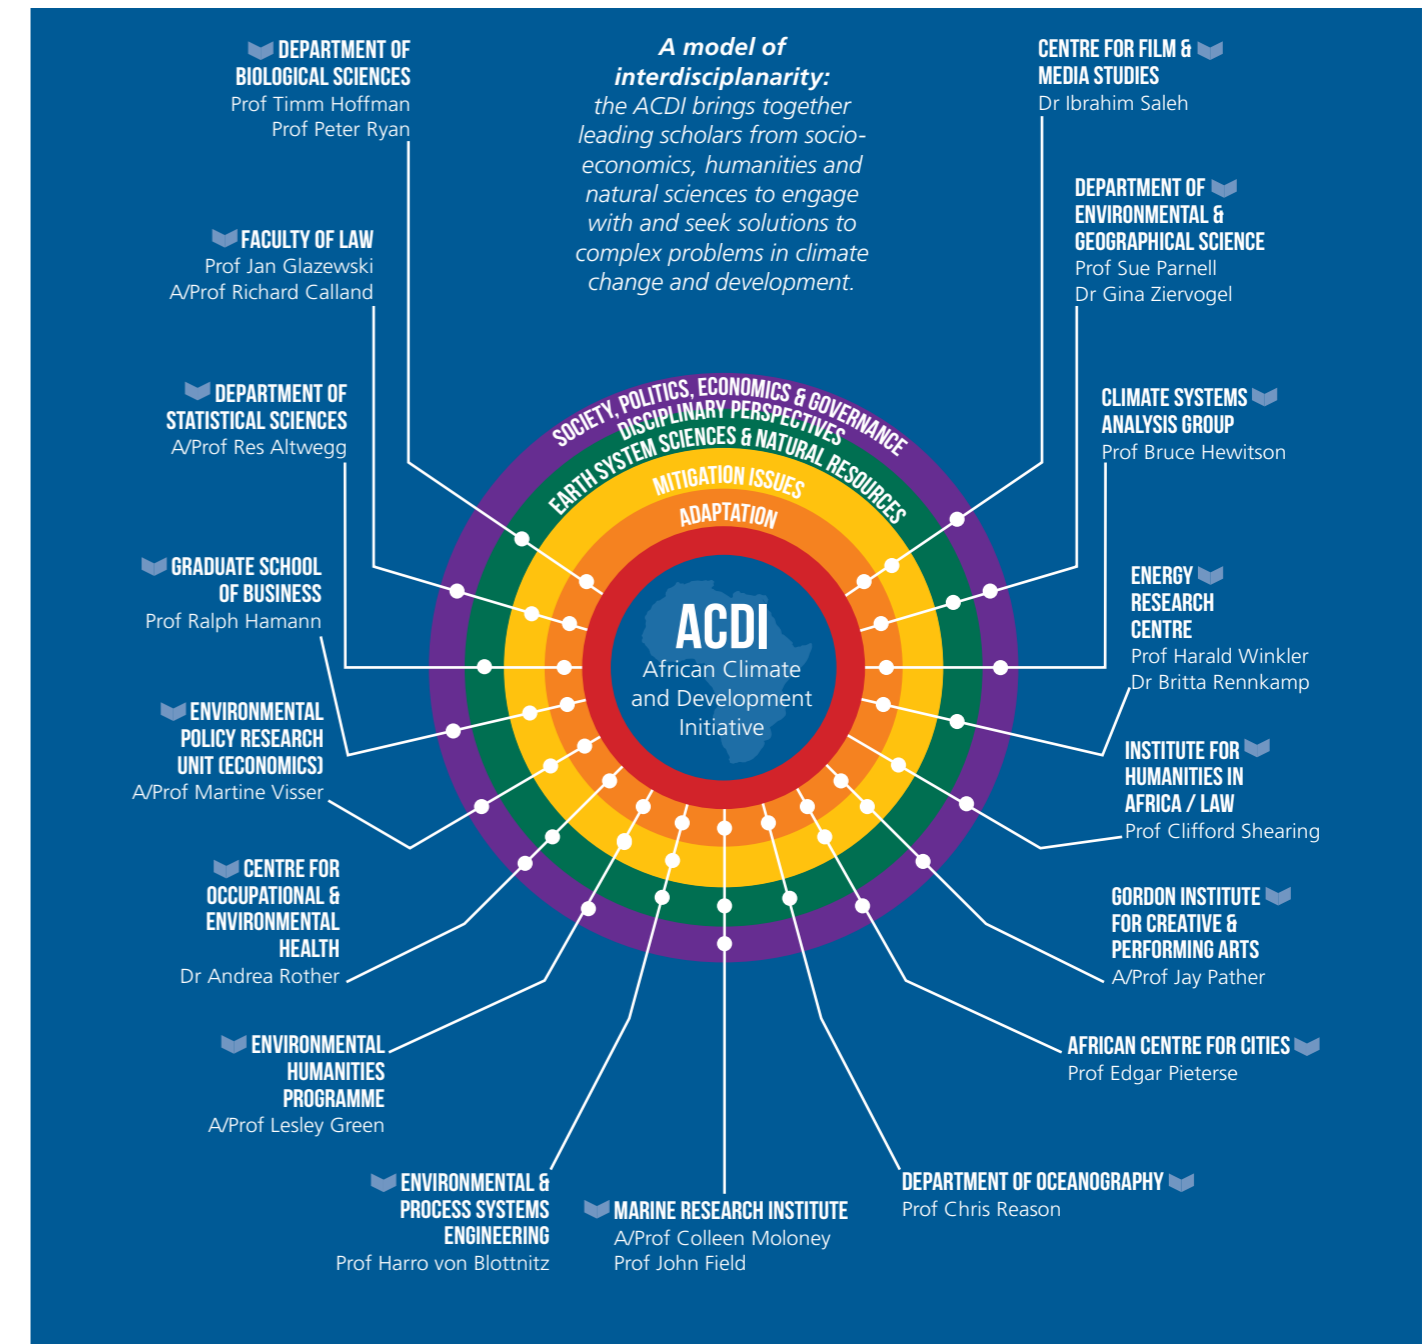 A model of
interdisciplanarity:
the ACDI brings together
leading scholars from socio-
economics, humanities and
natural sciences to engage
with and seek solutions to
complex problems in climate
change and development.
DEPARTMENT OF
BIOLOGICAL SCIENCES
Prof Timm Hoffman
Prof Peter Ryan
FACULTY OF LAW
Prof Jan Glazewski
A/Prof Richard Calland
DEPARTMENT OF
STATISTICAL SCIENCES
A/Prof Res Altwegg
GRADUATE SCHOOL
OF BUSINESS
Prof Ralph Hamann
ENVIRONMENTAL
POLICY RESEARCH
UNIT (ECONOMICS)
A/Prof Martine Visser
CENTRE FOR
OCCUPATIONAL &
ENVIRONMENTAL
HEALTH
Dr Andrea Rother
ENVIRONMENTAL
HUMANITIES
PROGRAMME
A/Prof Lesley Green
ENVIRONMENTAL &
PROCESS SYSTEMS
ENGINEERING
Prof Harro von Blottnitz
MARINE RESEARCH INSTITUTE
A/Prof Colleen Moloney
Prof John Field
DEPARTMENT OF OCEANOGRAPHY
Prof Chris Reason
AFRICAN CENTRE FOR CITIES
Prof Edgar Pieterse
GORDON INSTITUTE
FOR CREATIVE &
PERFORMING ARTS
A/Prof Jay Pather
INSTITUTE FOR
HUMANITIES IN
AFRICA / LAW
Prof Clifford Shearing
ENERGY
RESEARCH
CENTRE
Prof Harald Winkler
Dr Britta Rennkamp
CLIMATE SYSTEMS
ANALYSIS GROUP
Prof Bruce Hewitson
DEPARTMENT OF
ENVIRONMENTAL &
GEOGRAPHICAL SCIENCE
Prof Sue Parnell
Dr Gina Ziervogel
CENTRE FOR FILM &
MEDIA STUDIES
Dr Ibrahim Saleh
SOCIETY, POLITICS, ECONOMICS & GOVERNANCE
DISCIPLINARY PERSPECTIVES
EARTH SYSTEM SCIENCES & NATURAL RESOURCES
MITIGATION ISSUES
ADAPTATION
ACDI
African Climate
and Development
Initiative